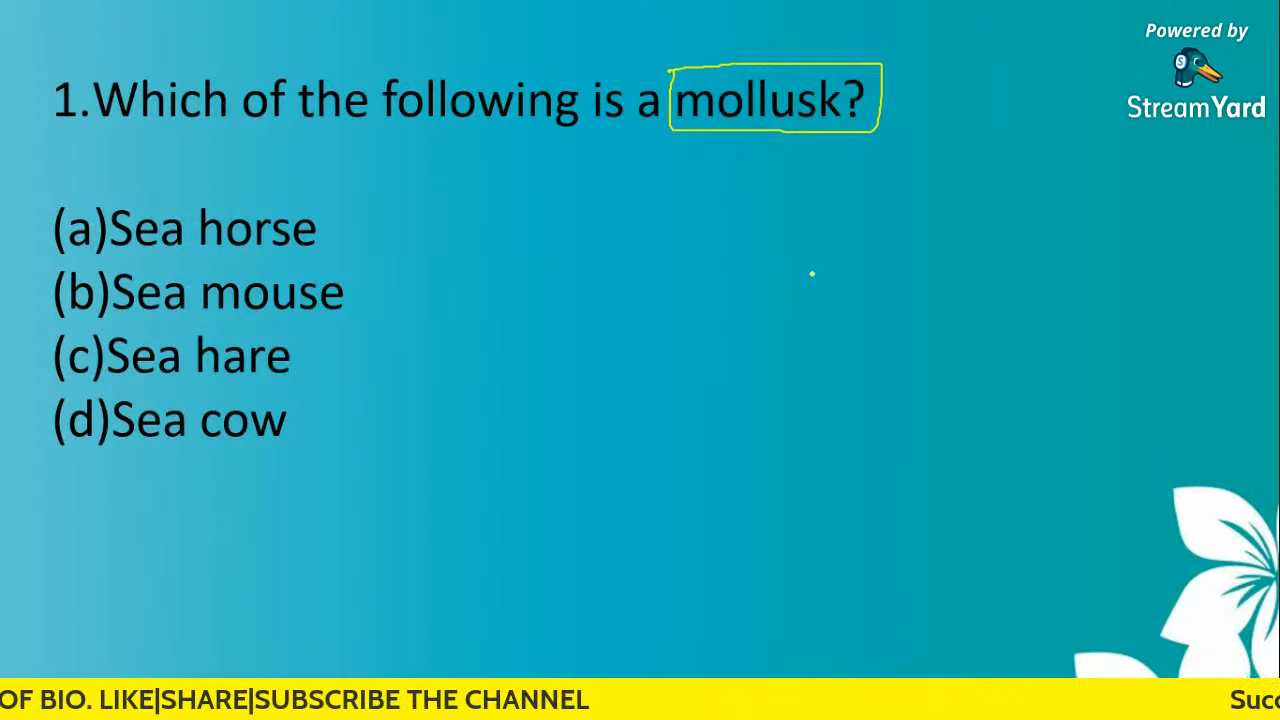 Powered by
StreamYard
1.Which of the following is a mollusk?
(a)Sea horse
(b)Sea mouse
(c)Sea hare
(d)Sea cow
OF BIO. LIKE|SHARE|SUBSCRIBE THE CHANNEL